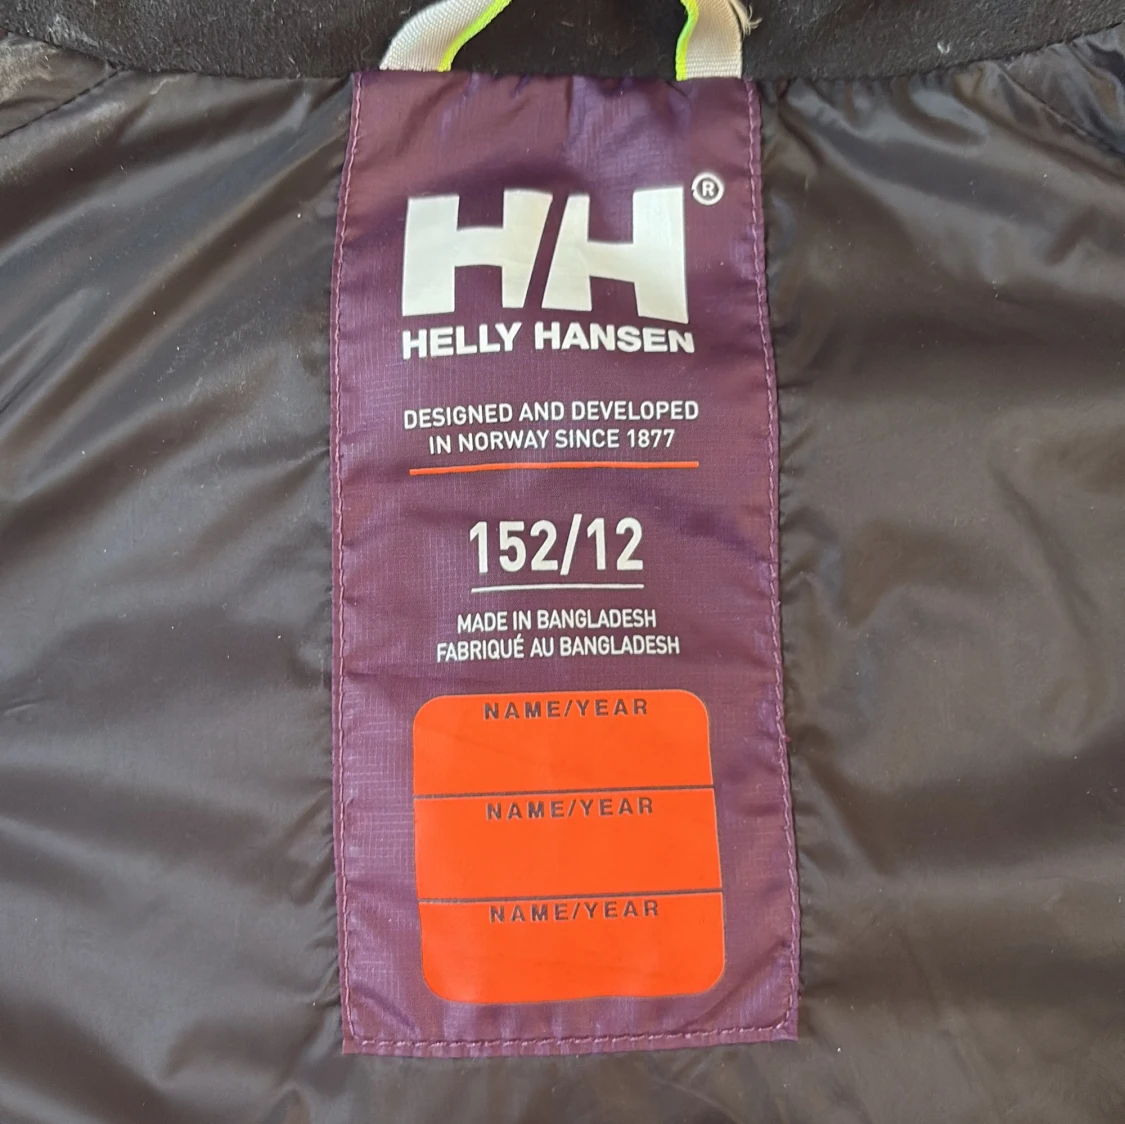 HH®
HELLY HANSEN
DESIGNED AND DEVELOPED
IN NORWAY SINCE 1877
152/12
MADE IN BANGLADESH
FABRIQUÉ AU BANGLADESH
NAME/YEAR
NAME/YEAR
NAME/YEAR